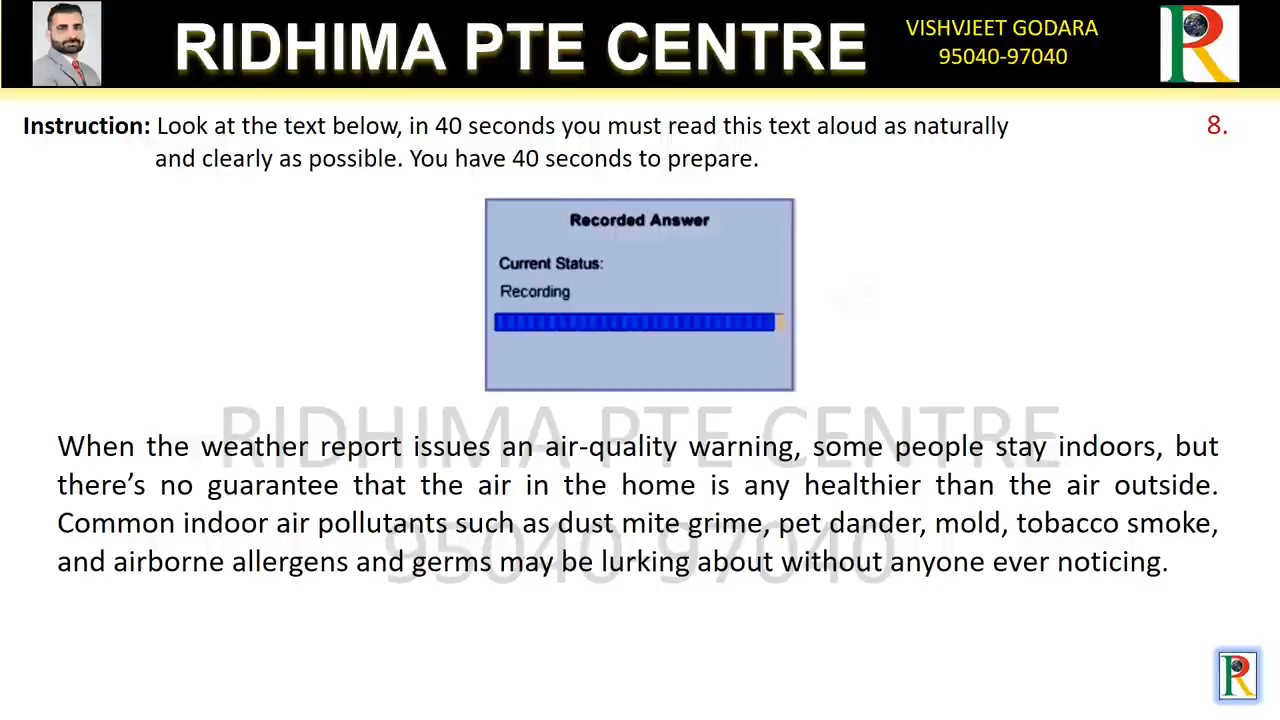 RIDHIMA PTE CENTRE
VISHVJEET GODARA
95040-97040
R
Instruction: Look at the text below, in 40 seconds you must read this text aloud as naturally
and clearly as possible. You have 40 seconds to prepare.
8.
Recorded Answer
Current Status:
Recording
RIDHIMA PTE CENTRE
When the weather report issues an air-quality warning, some people stay indoors, but
there’s no guarantee that the air in the home is any healthier than the air outside.
Common indoor air pollutants such as dust mite grime, pet dander, mold, tobacco smoke,
and airborne allergens and germs may be lurking about without anyone ever noticing.
95040 97040
R